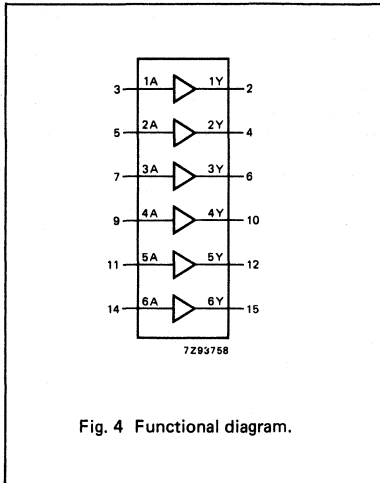 3 1A 1Y 2
5 2A 2Y 4
7 3A 3Y 6
9 4A 4Y 10
11 5A 5Y 12
14 6A 6Y 15
7Z93758
Fig. 4 Functional diagram.